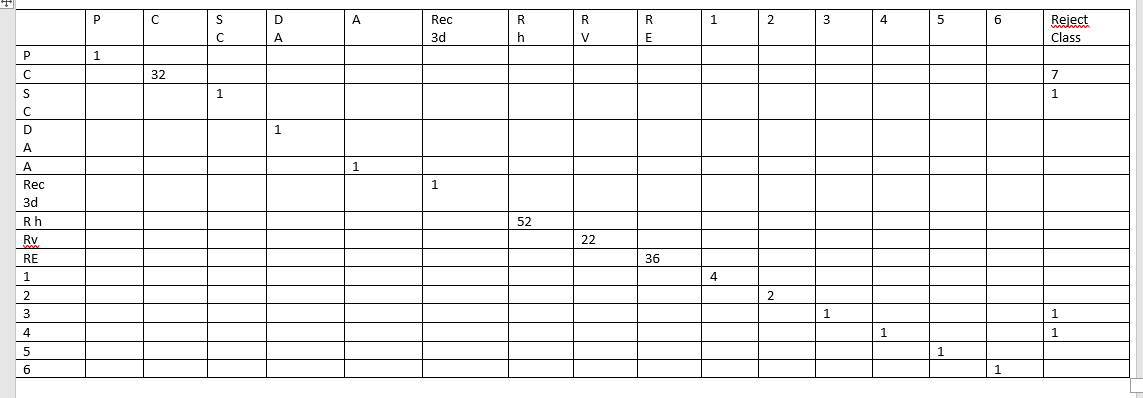 P C S D A Rec R R R 1 2 3 4 5 6 Reject
C A 3d h V E Class
P 1
C 32 7
S 1 1
C
D 1
A
A 1
Rec 1
3d
R h 52
Rv 22
RE 36
1 4
2 2
3 1 1
4 1 1
5 1
6 1